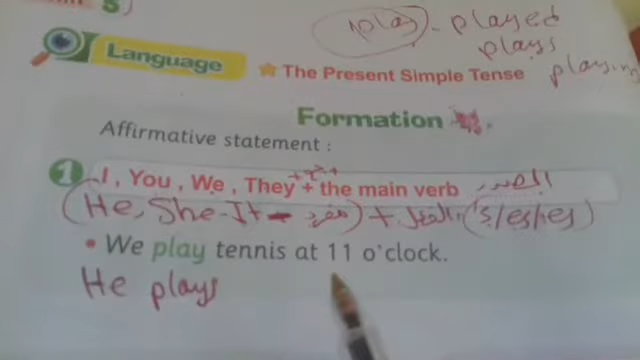 play - played
plays
playing
Language
The Present Simple Tense
Formation
Affirmative statement :
1 I , You , We , They + the main verb المصدر
(He, She - It - مفرد) + الفعل (s/es/ies)
• We play tennis at 11 o'clock.
He plays